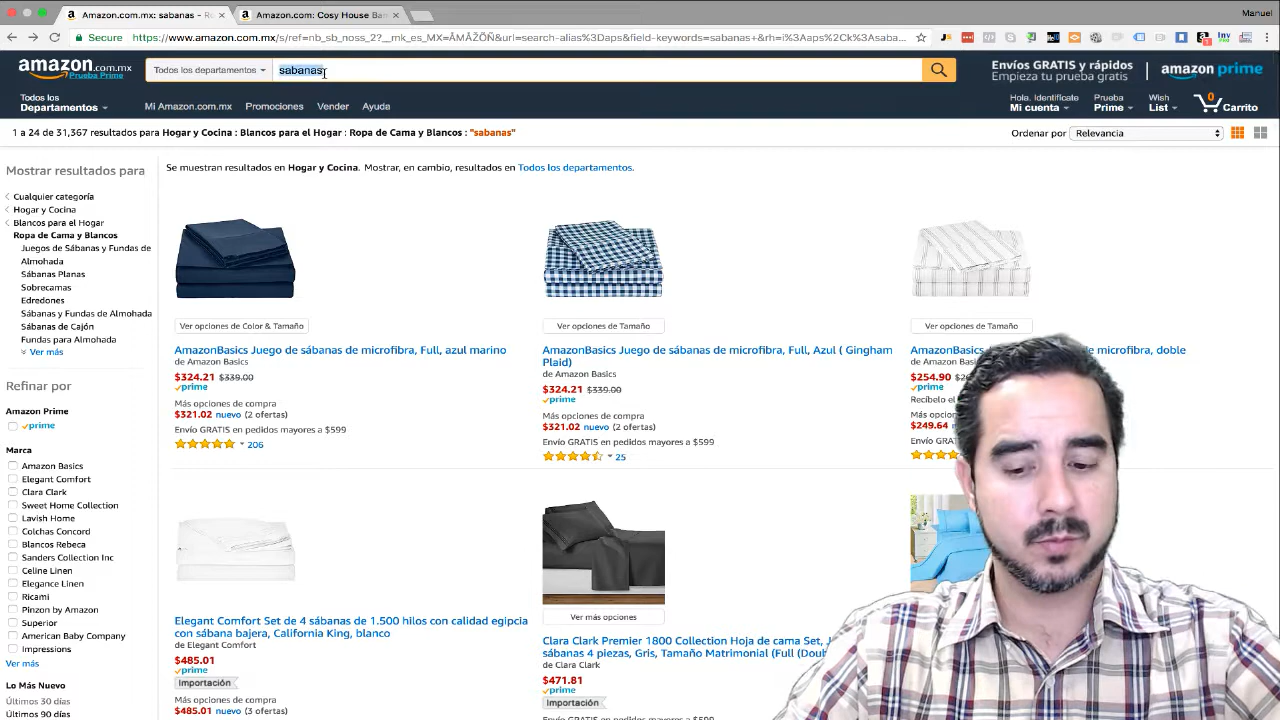 Amazon.com.mx: sabanas - Ro
Amazon.com: Cosy House Bam
Manuel
Secure
https://www.amazon.com.mx/s/ref=nb_sb_noss_2?__mk_es_MX=ÅMÅŽÕÑ&url=search-alias%3Daps&field-keywords=sabanas+&rh=i%3Aaps%2Ck%3Asaba...
amazon.com.mx
Prueba Prime
Todos los departamentos
sabanas
Envíos GRATIS y rápidos
Empieza tu prueba gratis
amazon prime
Todos los
Departamentos
Mi Amazon.com.mx
Promociones
Vender
Ayuda
Hola. Identifícate
Mi cuenta
Prueba
Prime
Wish
List
0
Carrito
1 a 24 de 31,367 resultados para Hogar y Cocina : Blancos para el Hogar : Ropa de Cama y Blancos : "sabanas"
Ordenar por
Relevancia
Mostrar resultados para
Cualquier categoría
Hogar y Cocina
Blancos para el Hogar
Ropa de Cama y Blancos
Juegos de Sábanas y Fundas de
Almohada
Sábanas Planas
Sobrecamas
Edredones
Sábanas y Fundas de Almohada
Sábanas de Cajón
Fundas para Almohada
Ver más
Refinar por
Amazon Prime
prime
Marca
Amazon Basics
Elegant Comfort
Clara Clark
Sweet Home Collection
Lavish Home
Colchas Concord
Blancos Rebeca
Sanders Collection Inc
Celine Linen
Elegance Linen
Ricami
Pinzon by Amazon
Superior
American Baby Company
Impressions
Ver más
Lo Más Nuevo
Últimos 30 días
Últimos 90 días
Se muestran resultados en Hogar y Cocina. Mostrar, en cambio, resultados en Todos los departamentos.
Ver opciones de Color & Tamaño
AmazonBasics Juego de sábanas de microfibra, Full, azul marino
de Amazon Basics
$324.21 $339.00
prime
Más opciones de compra
$321.02 nuevo (2 ofertas)
Envío GRATIS en pedidos mayores a $599
206
Ver opciones de Tamaño
AmazonBasics Juego de sábanas de microfibra, Full, Azul ( Gingham
Plaid)
de Amazon Basics
$324.21 $339.00
prime
Más opciones de compra
$321.02 nuevo (2 ofertas)
Envío GRATIS en pedidos mayores a $599
25
Ver opciones de Tamaño
AmazonBasics de microfibra, doble
de Amazon Basics
$254.90
prime
Recíbelo el
Más
$249.64
Envío
Elegant Comfort Set de 4 sábanas de 1.500 hilos con calidad egipcia
con sábana bajera, California King, blanco
de Elegant Comfort
$485.01
prime
Importación
Más opciones de compra
$485.01 nuevo (3 ofertas)
Ver más opciones
Clara Clark Premier 1800 Collection Hoja de cama Set,
sábanas 4 piezas, Gris, Tamaño Matrimonial (Full
de Clara Clark
$471.81
prime
Importación